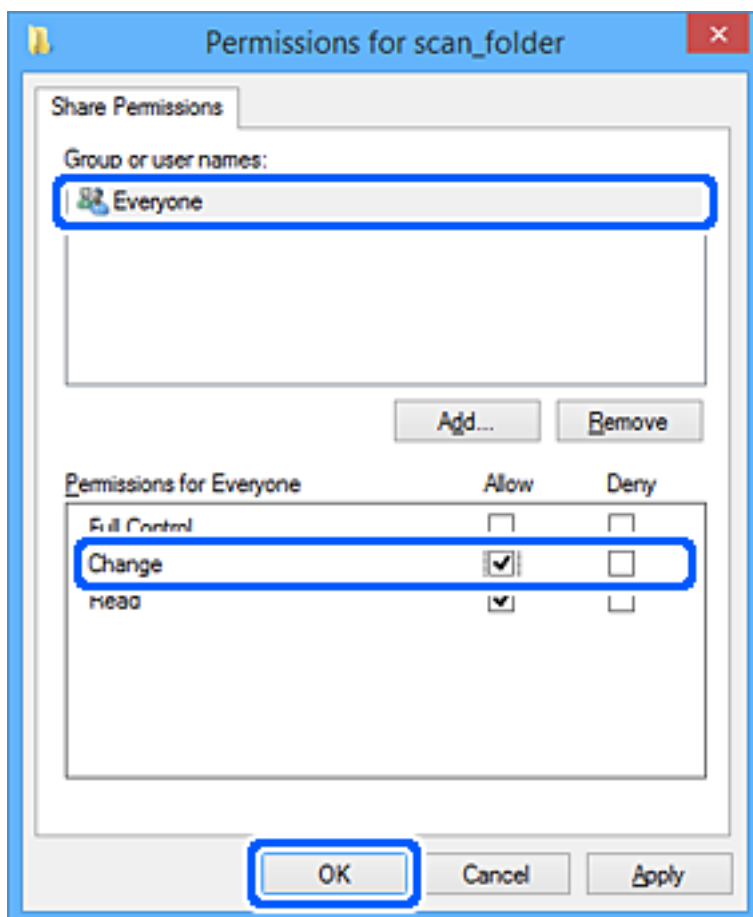 Permissions for scan_folder
Share Permissions
Group or user names:
Everyone
Add... Remove
Permissions for Everyone Allow Deny
Full Control
Change
Read
OK Cancel Apply